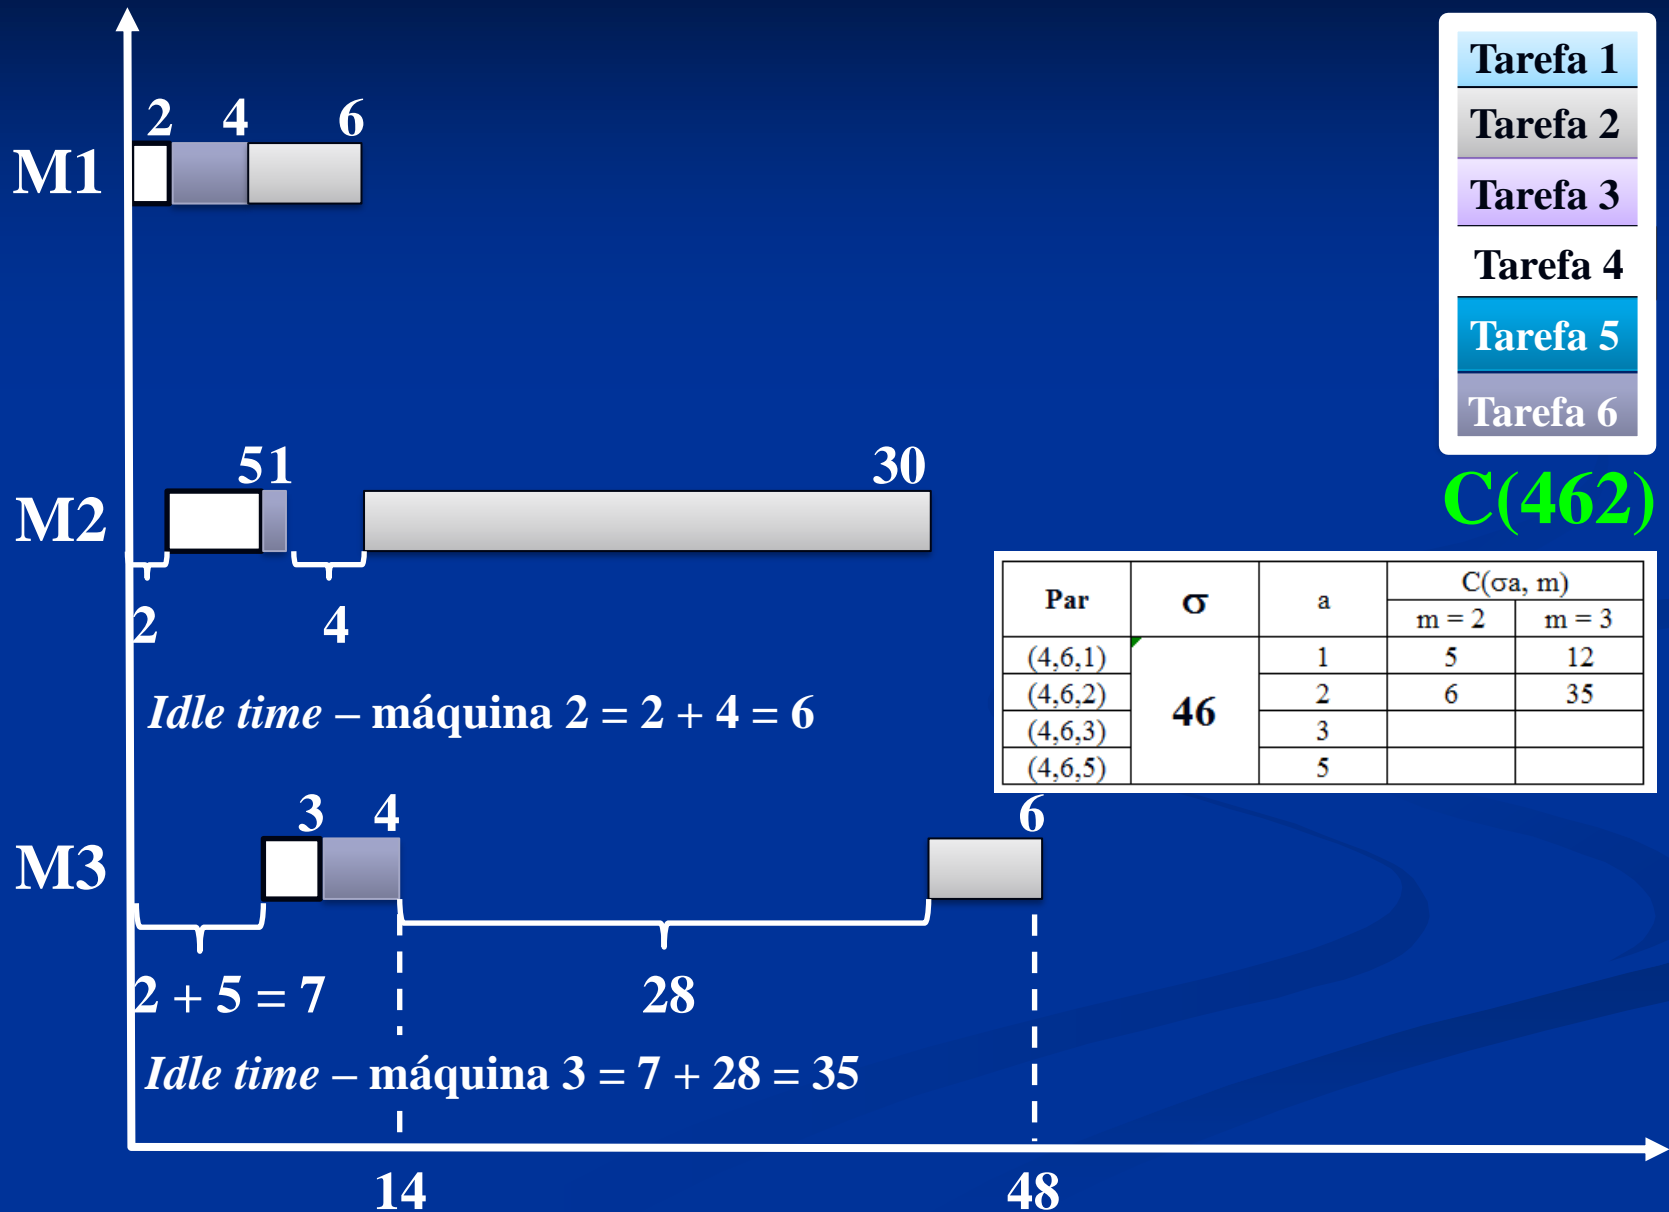 2 4 6
M1
Tarefa 1
Tarefa 2
Tarefa 3
Tarefa 4
Tarefa 5
Tarefa 6
C(462)
5 1 30
M2
2 4
Idle time – máquina 2 = 2 + 4 = 6
Par σ a C(σa, m)
m = 2 m = 3
(4,6,1) 1 5 12
(4,6,2) 2 6 35
46
(4,6,3) 3
(4,6,5) 5
3 4 6
M3
2 + 5 = 7 28
Idle time – máquina 3 = 7 + 28 = 35
14 48